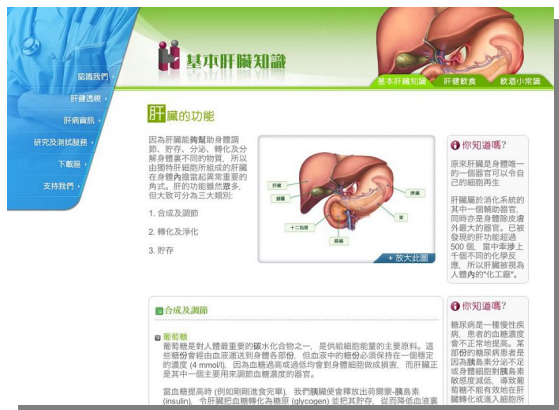 基本肝臟知識
基本肝臟知識
肝健飲食
飲酒小常識
認識我們
肝健透視
肝病資訊
研究及測試服務
下載區
支持我們
肝臟的功能
因為肝臟能夠幫助身體調
節、貯存、分泌、轉化及分
解身體裏不同的物質，所以
由獨特肝細胞所組成的肝臟
在身體內擔當起異常重要的
角式。肝的功能雖然眾多，
但大致可分為三大類別:
1. 合成及調節
2. 轉化及淨化
3. 貯存
肝臟
膽囊
脾臟
胃
十二指腸
胰臟
+ 放大此圖
你知道嗎?
原來肝臟是身體唯一
的一個器官可以令自
己的細胞再生
肝臟屬於消化系統的
其中一個輔助器官,
同時亦是身體除皮膚
外最大的器官。已被
發現的肝功能超過
500 個, 當中牽涉上
千個不同的化學反
應, 所以肝臟被視為
人體內的"化工廠"。
合成及調節
葡萄糖
葡萄糖是對人體最重要的碳水化合物之一, 是供給細胞能量的主要原料。這
些糖份會經由血液運送到身體各部份, 但血液中的糖份必須保持在一個穩定
的濃度 (4 mmol/l), 因為血糖過高或過低均會對細胞做成損害, 而肝臟正
是其中一個主要用來調節血糖濃度的器官。
當血糖提高時 (例如剛剛進食完畢), 我們胰臟便會釋放出荷爾蒙-胰島素
(insulin), 令肝臟把血糖轉化為糖原 (glycogen) 並把其貯存, 從而降低血液裏
你知道嗎?
糖尿病是一種慢性疾
病, 患者的血糖濃度
會不正常地提高。某
部份的糖尿病患者是
因為胰島素分泌不足
或身體細胞對胰島素
敏感度減低, 導致葡
萄糖不能有效地在肝
臟轉化或進入細胞所